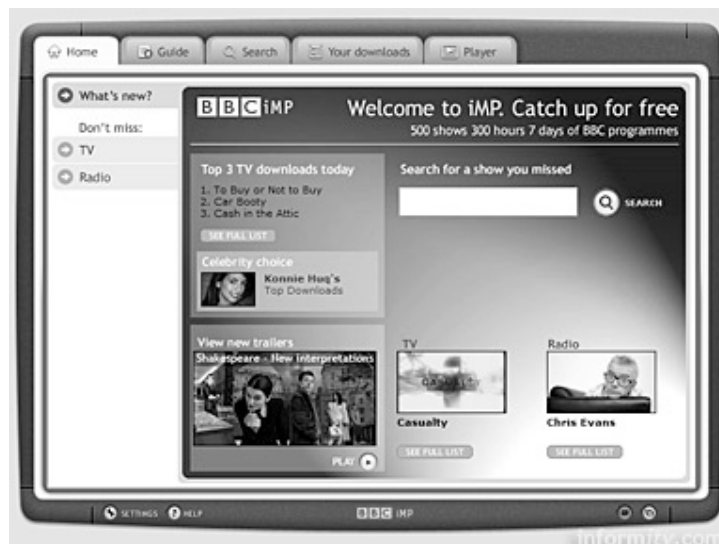 Home
Guide
Search
Your downloads
Player
What's new?
Don't miss:
TV
Radio
BBC iMP
Welcome to iMP. Catch up for free
500 shows 300 hours 7 days of BBC programmes
Top 3 TV downloads today
1. To Buy or Not to Buy
2. Car Booty
3. Cash in the Attic
SEE FULL LIST
Search for a show you missed
SEARCH
Celebrity choice
Konnie Huq's
Top Downloads
View new trailers
Shakespeare - New interpretations
PLAY
TV
casualty
Casualty
SEE FULL LIST
Radio
Chris Evans
SEE FULL LIST
SETTINGS
HELP
BBC iMP
informitv.com